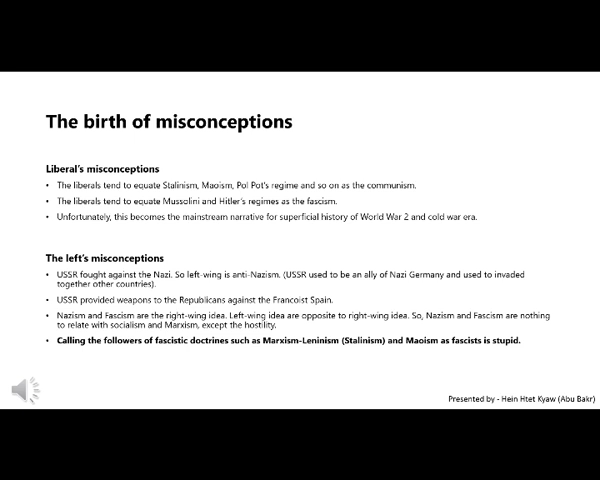 The birth of misconceptions
Liberal's misconceptions
• The liberals tend to equate Stalinism, Maoism, Pol Pot's regime and so on as the communism.
• The liberals tend to equate Mussolini and Hitler's regimes as the fascism.
• Unfortunately, this becomes the mainstream narrative for superficial history of World War 2 and cold war era.
The left's misconceptions
• USSR fought against the Nazi. So left-wing is anti-Nazism. (USSR used to be an ally of Nazi Germany and used to invaded
together other countries).
• USSR provided weapons to the Republicans against the Francoist Spain.
• Nazism and Fascism are the right-wing idea. Left-wing idea are opposite to right-wing idea. So, Nazism and Fascism are nothing
to relate with socialism and Marxism, except the hostility.
• Calling the followers of fascistic doctrines such as Marxism-Leninism (Stalinism) and Maoism as fascists is stupid.
Presented by - Hein Htet Kyaw (Abu Bakr)